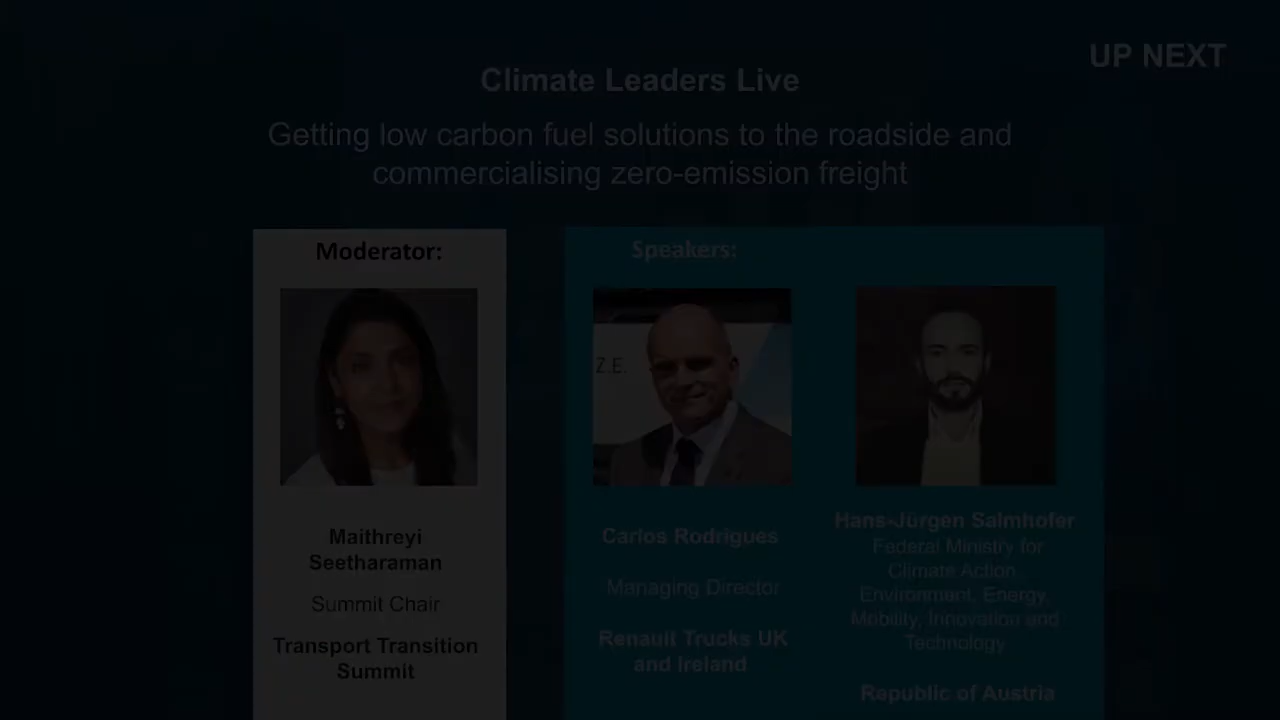 UP NEXT
Climate Leaders Live
Getting low carbon fuel solutions to the roadside and
commercialising zero-emission freight
Moderator:
Maithreyi
Seetharaman
Summit Chair
Transport Transition
Summit
Speakers:
Z.E.
Carlos Rodrigues
Managing Director
Renault Trucks UK
and Ireland
Hans-Jürgen Salmhofer
Federal Ministry for
Climate Action,
Environment, Energy,
Mobility, Innovation and
Technology
Republic of Austria